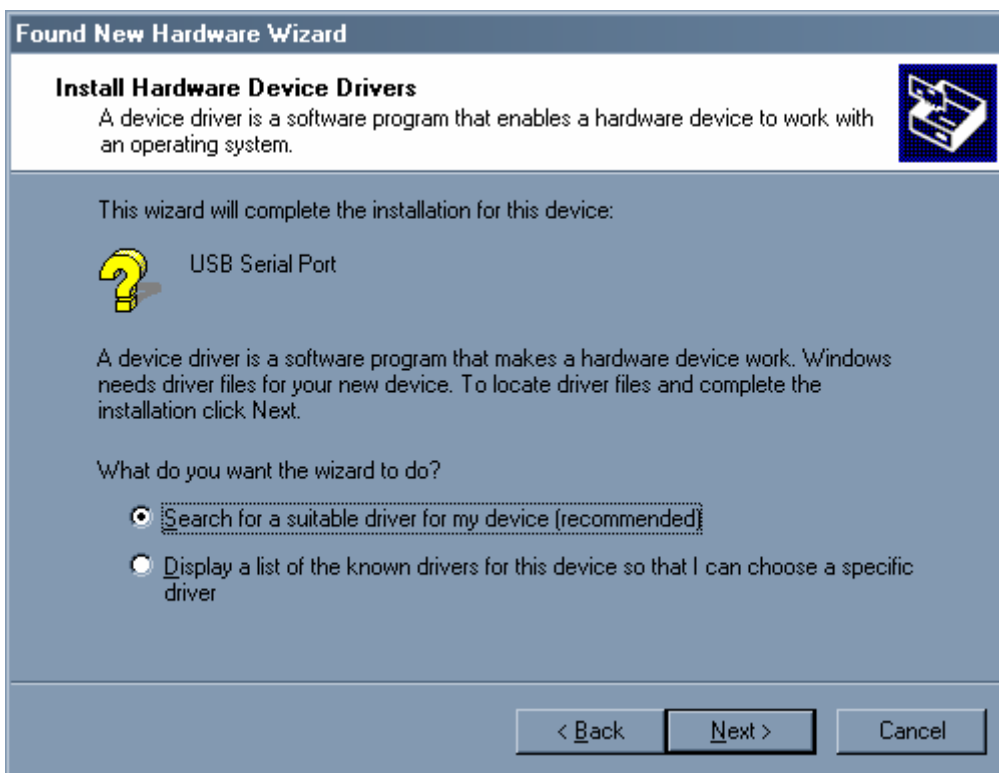 Found New Hardware Wizard
Install Hardware Device Drivers
A device driver is a software program that enables a hardware device to work with
an operating system.
This wizard will complete the installation for this device:
USB Serial Port
A device driver is a software program that makes a hardware device work. Windows
needs driver files for your new device. To locate driver files and complete the
installation click Next.
What do you want the wizard to do?
Search for a suitable driver for my device (recommended)
Display a list of the known drivers for this device so that I can choose a specific
driver
< Back
Next >
Cancel